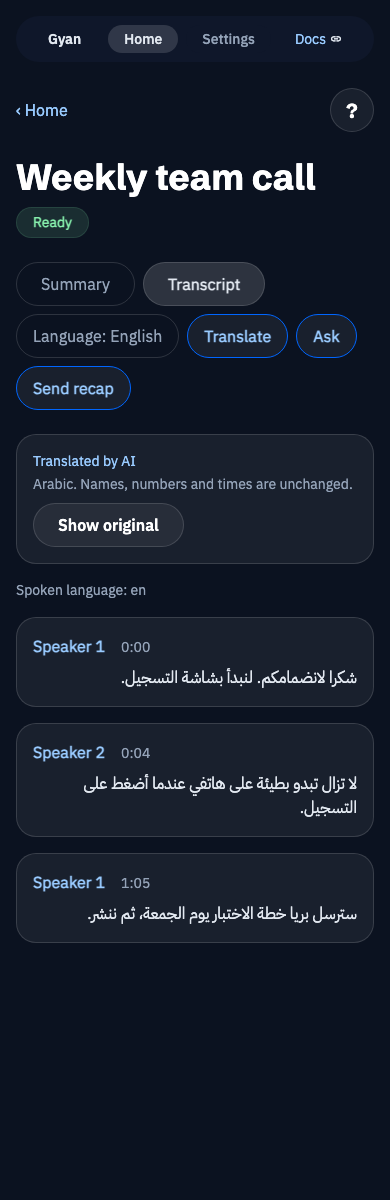 Gyan Home Settings Docs
‹ Home ?
Weekly team call
Ready
Summary Transcript
Language: English Translate Ask
Send recap
Translated by AI
Arabic. Names, numbers and times are unchanged.
Show original
Spoken language: en
Speaker 1 0:00
شكرا لانضمامكم. لنبدأ بشاشة التسجيل.
Speaker 2 0:04
لا تزال تبدو بطيئة على هاتفي عندما أضغط على
التسجيل.
Speaker 1 1:05
سترسل بريا خطة الاختبار يوم الجمعة، ثم ننشر.